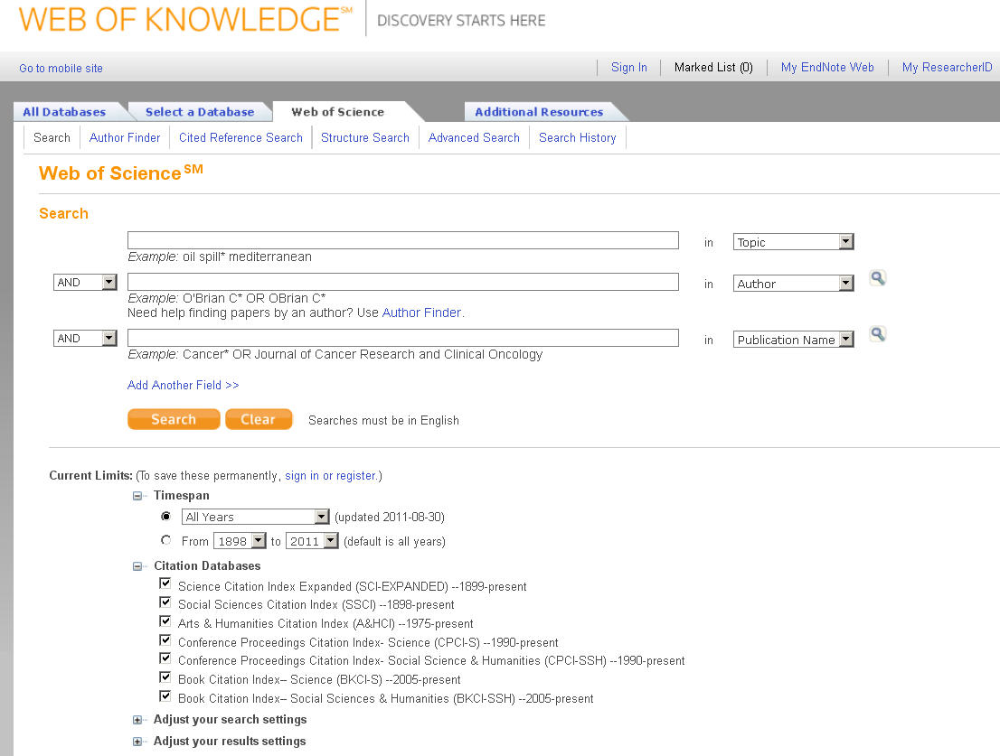 WEB OF KNOWLEDGE℠ DISCOVERY STARTS HERE
Go to mobile site Sign In Marked List (0) My EndNote Web My ResearcherID
All Databases Select a Database Web of Science Additional Resources
Search Author Finder Cited Reference Search Structure Search Advanced Search Search History
Web of Science℠
Search
in Topic
Example: oil spill* mediterranean
AND in Author
Example: O'Brian C* OR OBrian C*
Need help finding papers by an author? Use Author Finder.
AND in Publication Name
Example: Cancer* OR Journal of Cancer Research and Clinical Oncology
Add Another Field >>
Search Clear Searches must be in English
Current Limits: (To save these permanently, sign in or register.)
Timespan
All Years (updated 2011-08-30)
From 1898 to 2011 (default is all years)
Citation Databases
Science Citation Index Expanded (SCI-EXPANDED) --1899-present
Social Sciences Citation Index (SSCI) --1898-present
Arts & Humanities Citation Index (A&HCI) --1975-present
Conference Proceedings Citation Index- Science (CPCI-S) --1990-present
Conference Proceedings Citation Index- Social Science & Humanities (CPCI-SSH) --1990-present
Book Citation Index– Science (BKCI-S) --2005-present
Book Citation Index– Social Sciences & Humanities (BKCI-SSH) --2005-present
Adjust your search settings
Adjust your results settings